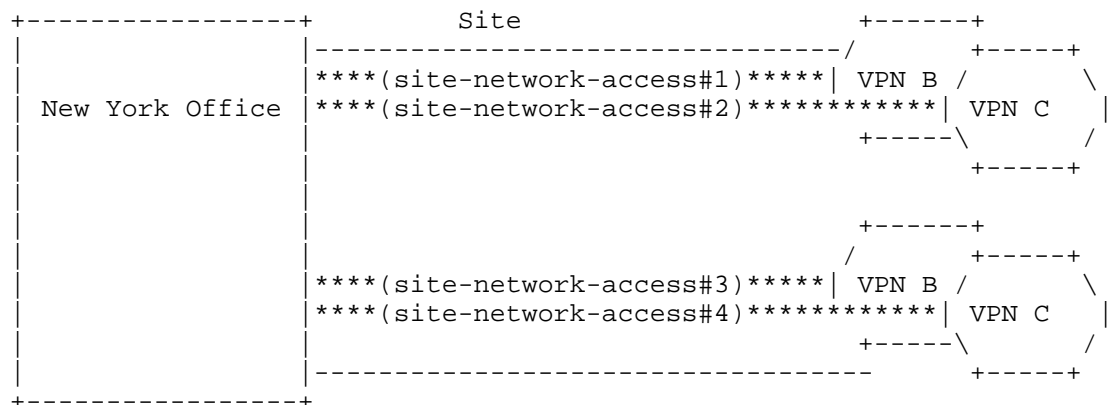 Site
****(site-network-access#1)*****| VPN B
New York Office ****(site-network-access#2)************| VPN C
****(site-network-access#3)*****| VPN B
****(site-network-access#4)************| VPN C